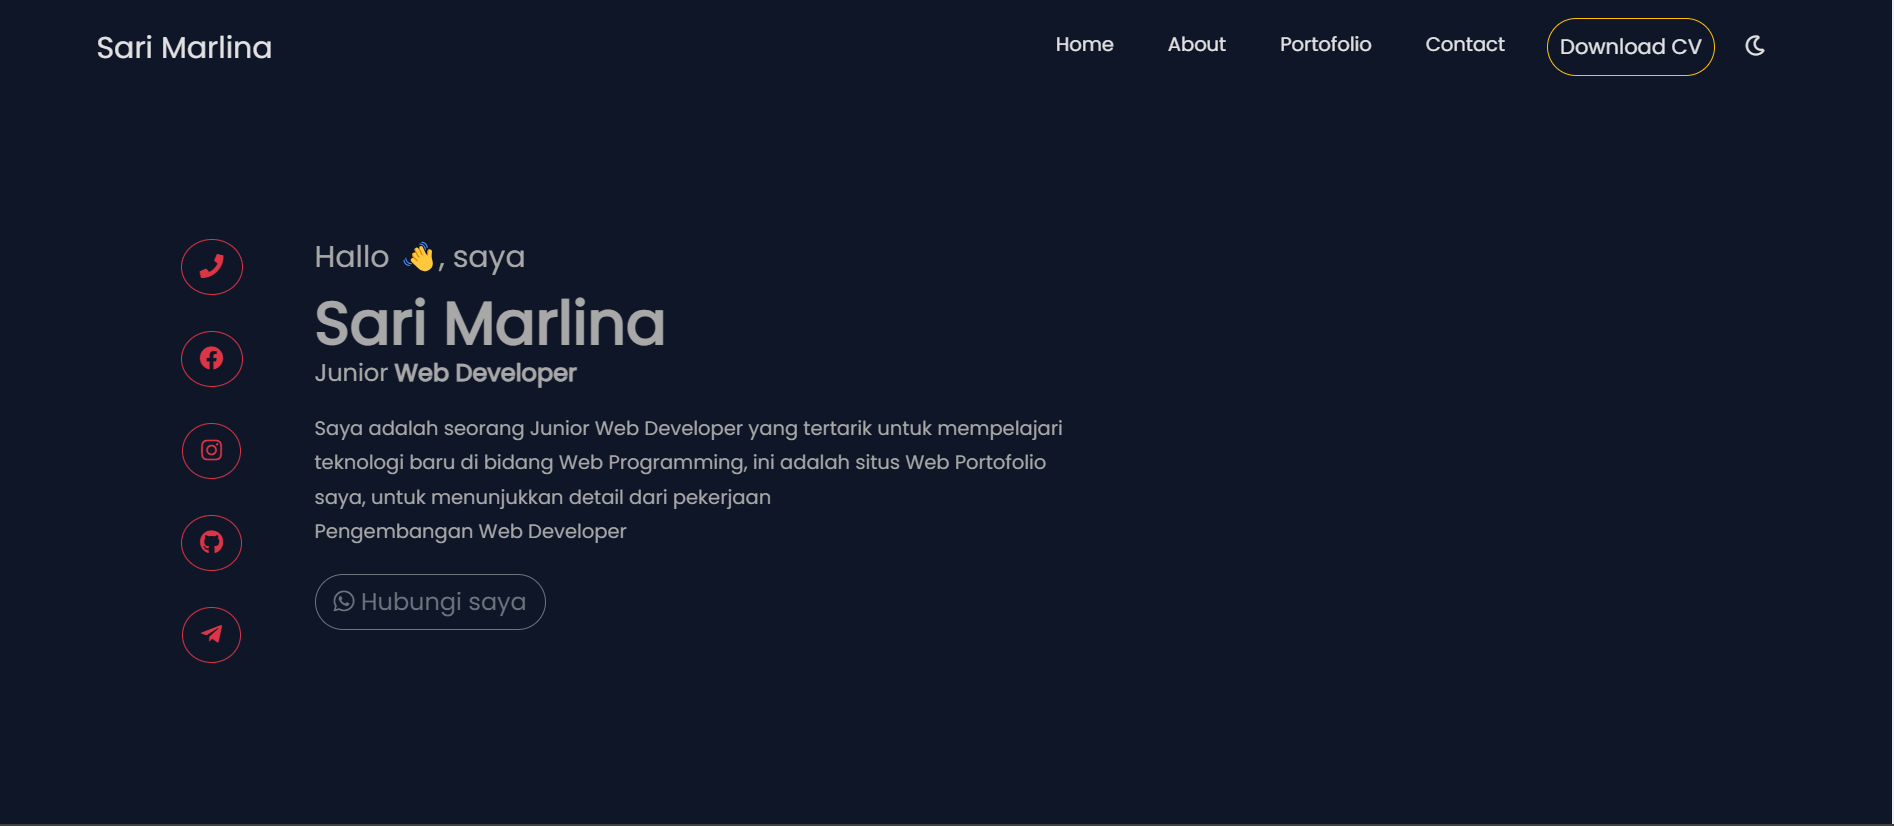 Sari Marlina
Home About Portofolio Contact Download CV
Hallo 👋, saya
Sari Marlina
Junior Web Developer
Saya adalah seorang Junior Web Developer yang tertarik untuk mempelajari
teknologi baru di bidang Web Programming, ini adalah situs Web Portofolio
saya, untuk menunjukkan detail dari pekerjaan
Pengembangan Web Developer
Hubungi saya